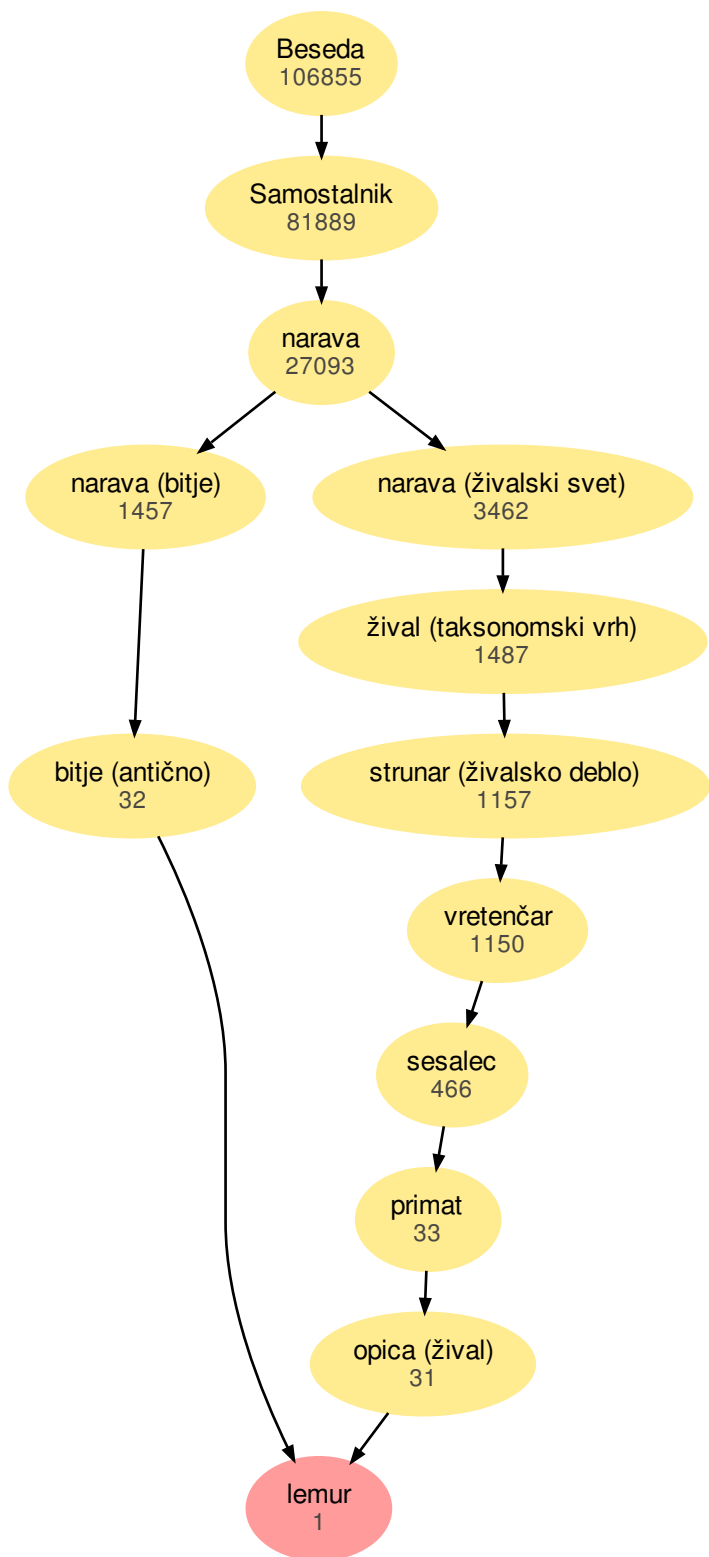 Beseda
106855
Samostalnik
81889
narava
27093
narava (bitje)
1457
narava (živalski svet)
3462
žival (taksonomski vrh)
1487
bitje (antično)
32
strunar (živalsko deblo)
1157
vretenčar
1150
sesalec
466
primat
33
opica (žival)
31
lemur
1